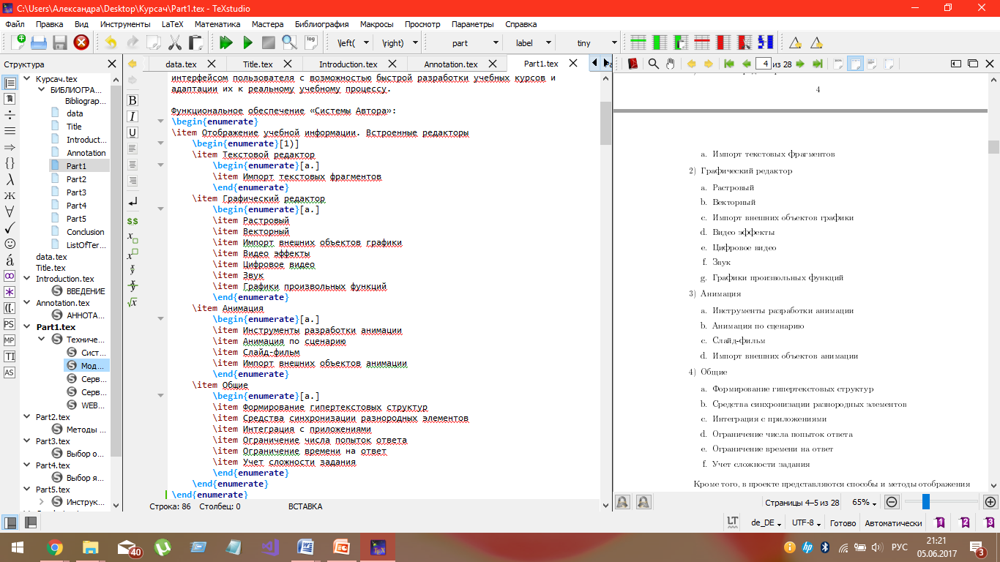 C:\Users\Александра\Desktop\Курсач\Part1.tex - TeXstudio
Файл Правка Вид Инструменты LaTeX Математика Мастера Библиография Макросы Просмотр Параметры Справка
log \left( \right) part label tiny
Структура
data.tex Title.tex Introduction.tex Annotation.tex Part1.tex
4 из 28
Курсач.tex
БИБЛИОГРА...
Bibliograp...
data
Title
Introduct...
Annotation
Part1
Part2
Part3
Part4
Part5
Conclusion
ListOfTer...
data.tex
Title.tex
Introduction.tex
ВВЕДЕНИЕ
Annotation.tex
АННОТА...
Part1.tex
Техниче...
Сист...
Мод...
Серв...
Серв...
WEB...
Part2.tex
Методы ...
Part3.tex
Выбор о...
Part4.tex
Выбор я...
Part5.tex
Инструк...
интерфейсом пользователя с возможностью быстрой разработки учебных курсов и
адаптации их к реальному учебному процессу.
Функциональное обеспечение «Системы Автора»:
\begin{enumerate}
\item Отображение учебной информации. Встроенные редакторы
\begin{enumerate}[1)]
\item Текстовой редактор
\begin{enumerate}[a.]
\item Импорт текстовых фрагментов
\end{enumerate}
\item Графический редактор
\begin{enumerate}[a.]
\item Растровый
\item Векторный
\item Импорт внешних объектов графики
\item Видео эффекты
\item Цифровое видео
\item Звук
\item Графики произвольных функций
\end{enumerate}
\item Анимация
\begin{enumerate}[a.]
\item Инструменты разработки анимации
\item Анимация по сценарию
\item Слайд-фильм
\item Импорт внешних объектов анимации
\end{enumerate}
\item Общие
\begin{enumerate}[a.]
\item Формирование гипертекстовых структур
\item Средства синхронизации разнородных элементов
\item Интеграция с приложениями
\item Ограничение числа попыток ответа
\item Ограничение времени на ответ
\item Учет сложности задания
\end{enumerate}
\end{enumerate}
\end{enumerate}
4
a. Импорт текстовых фрагментов
2) Графический редактор
a. Растровый
b. Векторный
c. Импорт внешних объектов графики
d. Видео эффекты
e. Цифровое видео
f. Звук
g. Графики произвольных функций
3) Анимация
a. Инструменты разработки анимации
b. Анимация по сценарию
c. Слайд-фильм
d. Импорт внешних объектов анимации
4) Общие
a. Формирование гипертекстовых структур
b. Средства синхронизации разнородных элементов
c. Интеграция с приложениями
d. Ограничение числа попыток ответа
e. Ограничение времени на ответ
f. Учет сложности задания
Кроме того, в проекте представляются способы и методы отображения
Строка: 86 Столбец: 0 ВСТАВКА
Страницы 4–5 из 28 65%
LT de_DE UTF-8 Готово Автоматически 1 2 3
40 РУС 21:21
05.06.2017 3